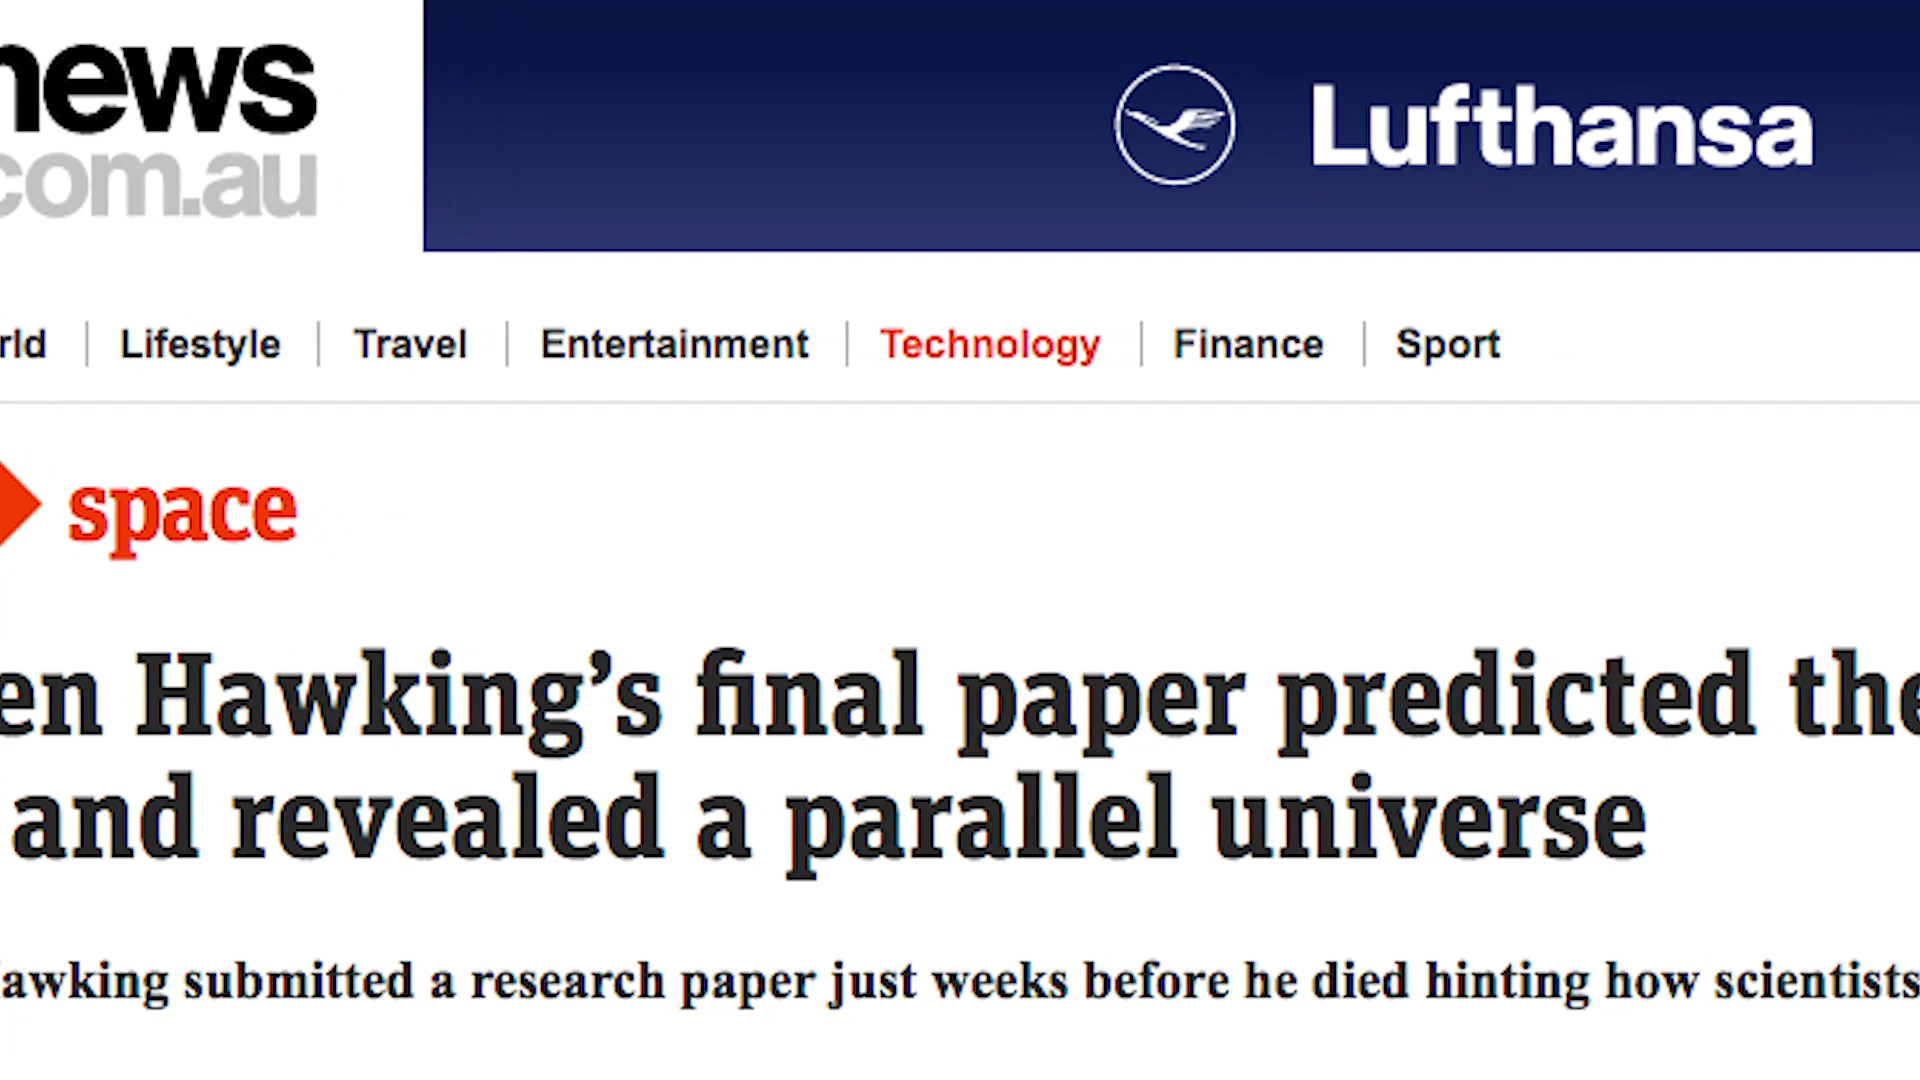 news
com.au
Lufthansa
Lifestyle Travel Entertainment Technology Finance Sport
space
en Hawking’s final paper predicted the
and revealed a parallel universe
awking submitted a research paper just weeks before he died hinting how scientists